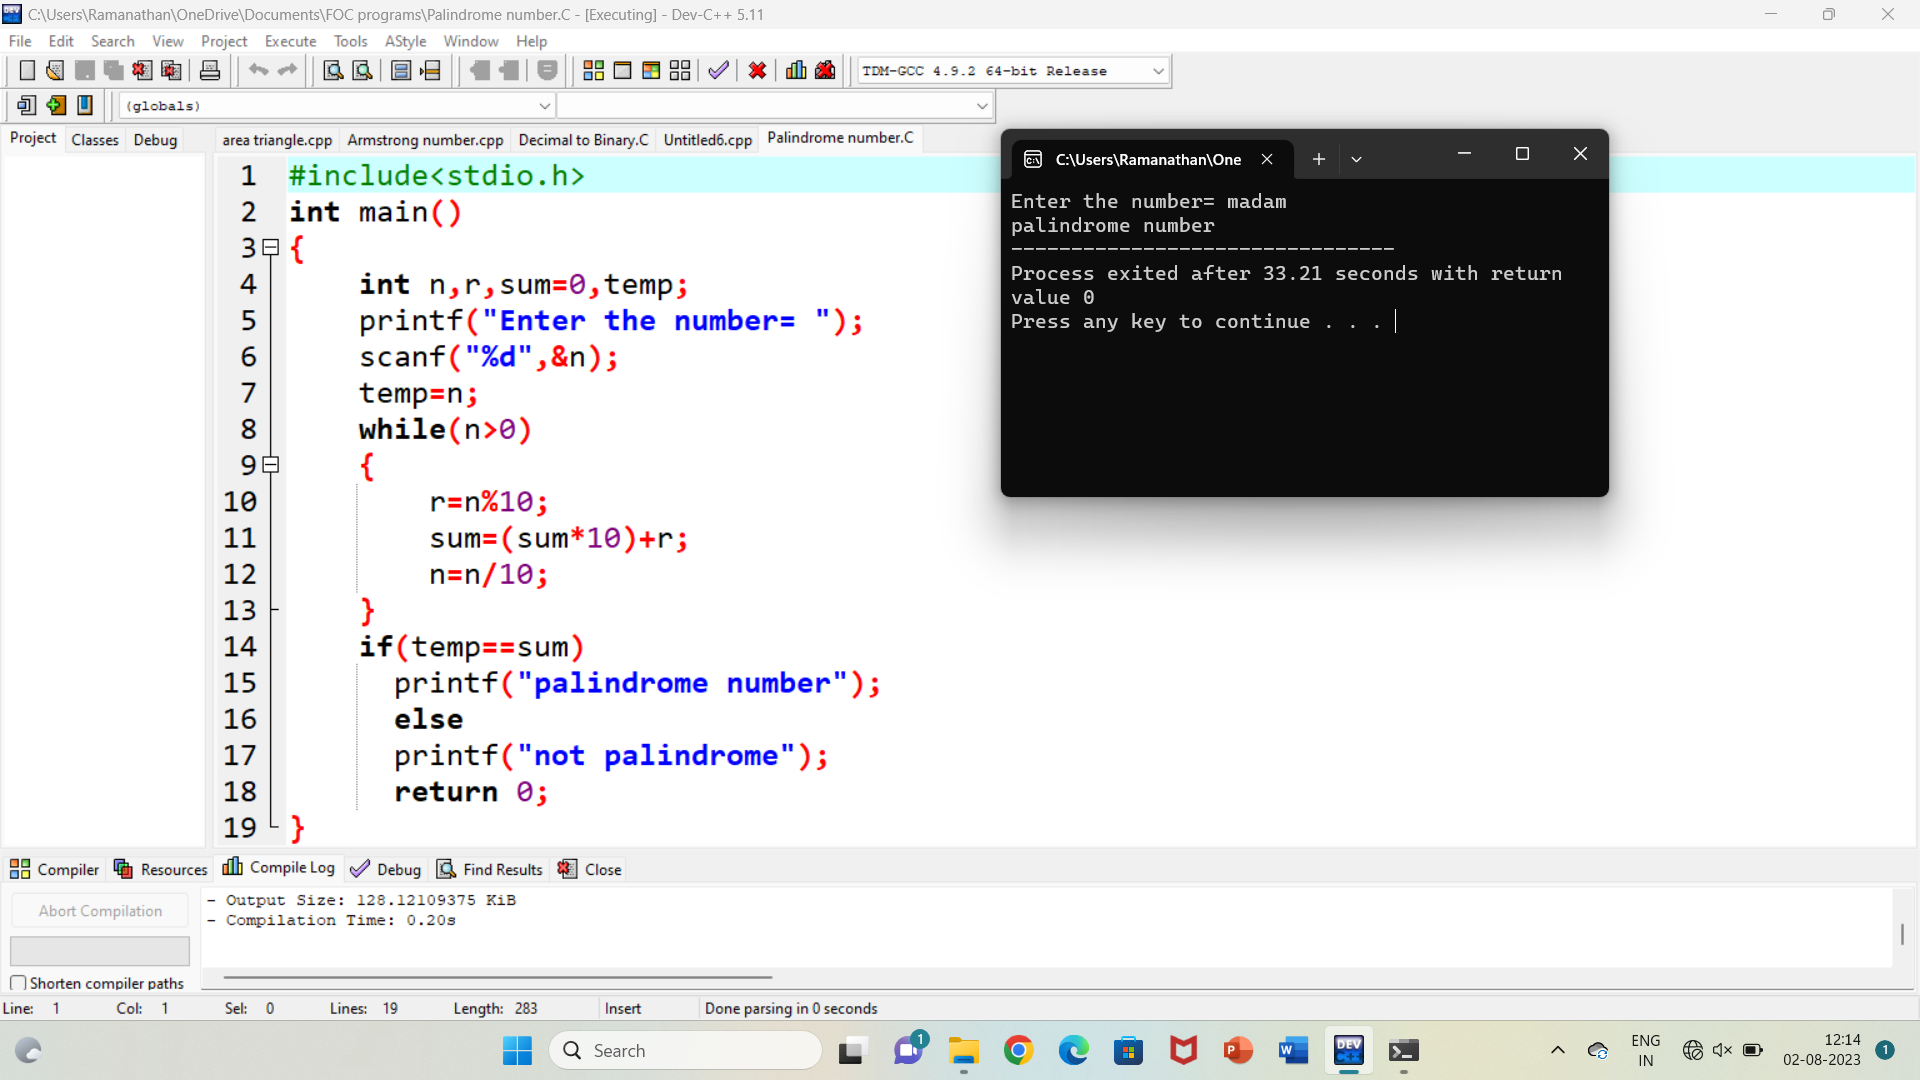 C:\Users\Ramanathan\OneDrive\Documents\FOC programs\Palindrome number.C - [Executing] - Dev-C++ 5.11
File Edit Search View Project Execute Tools AStyle Window Help
TDM-GCC 4.9.2 64-bit Release
(globals)
Project Classes Debug
area triangle.cpp Armstrong number.cpp Decimal to Binary.C Untitled6.cpp Palindrome number.C
1 #include<stdio.h>
2 int main()
3 {
4 int n,r,sum=0,temp;
5 printf("Enter the number= ");
6 scanf("%d",&n);
7 temp=n;
8 while(n>0)
9 {
10 r=n%10;
11 sum=(sum*10)+r;
12 n=n/10;
13 }
14 if(temp==sum)
15 printf("palindrome number");
16 else
17 printf("not palindrome");
18 return 0;
19 }
C:\Users\Ramanathan\One
Enter the number= madam
palindrome number
--------------------------------
Process exited after 33.21 seconds with return
value 0
Press any key to continue . . .
Compiler Resources Compile Log Debug Find Results Close
Abort Compilation
Shorten compiler paths
- Output Size: 128.12109375 KiB
- Compilation Time: 0.20s
Line: 1 Col: 1 Sel: 0 Lines: 19 Length: 283 Insert Done parsing in 0 seconds
Search
1
DEV
C++
ENG
IN
12:14
02-08-2023
1